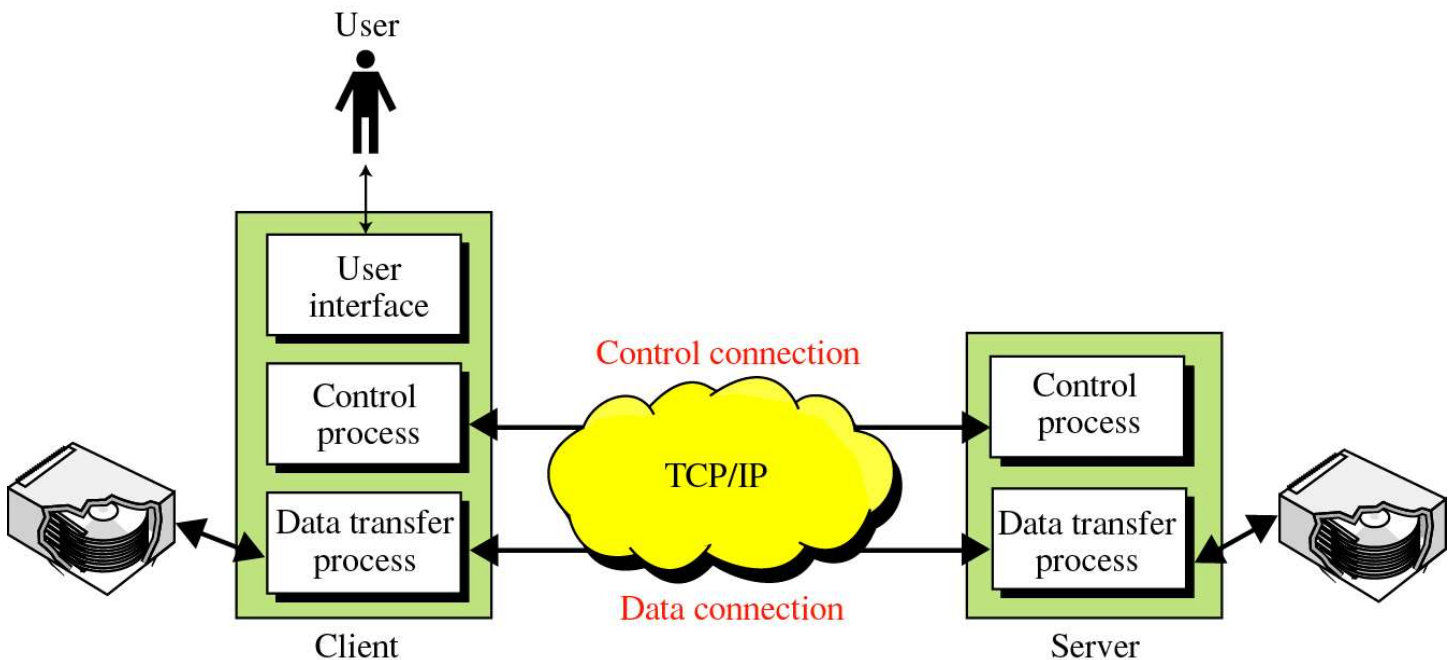 User
User
interface
Control connection
Control
process
Control
process
TCP/IP
Data transfer
process
Data transfer
process
Data connection
Client
Server